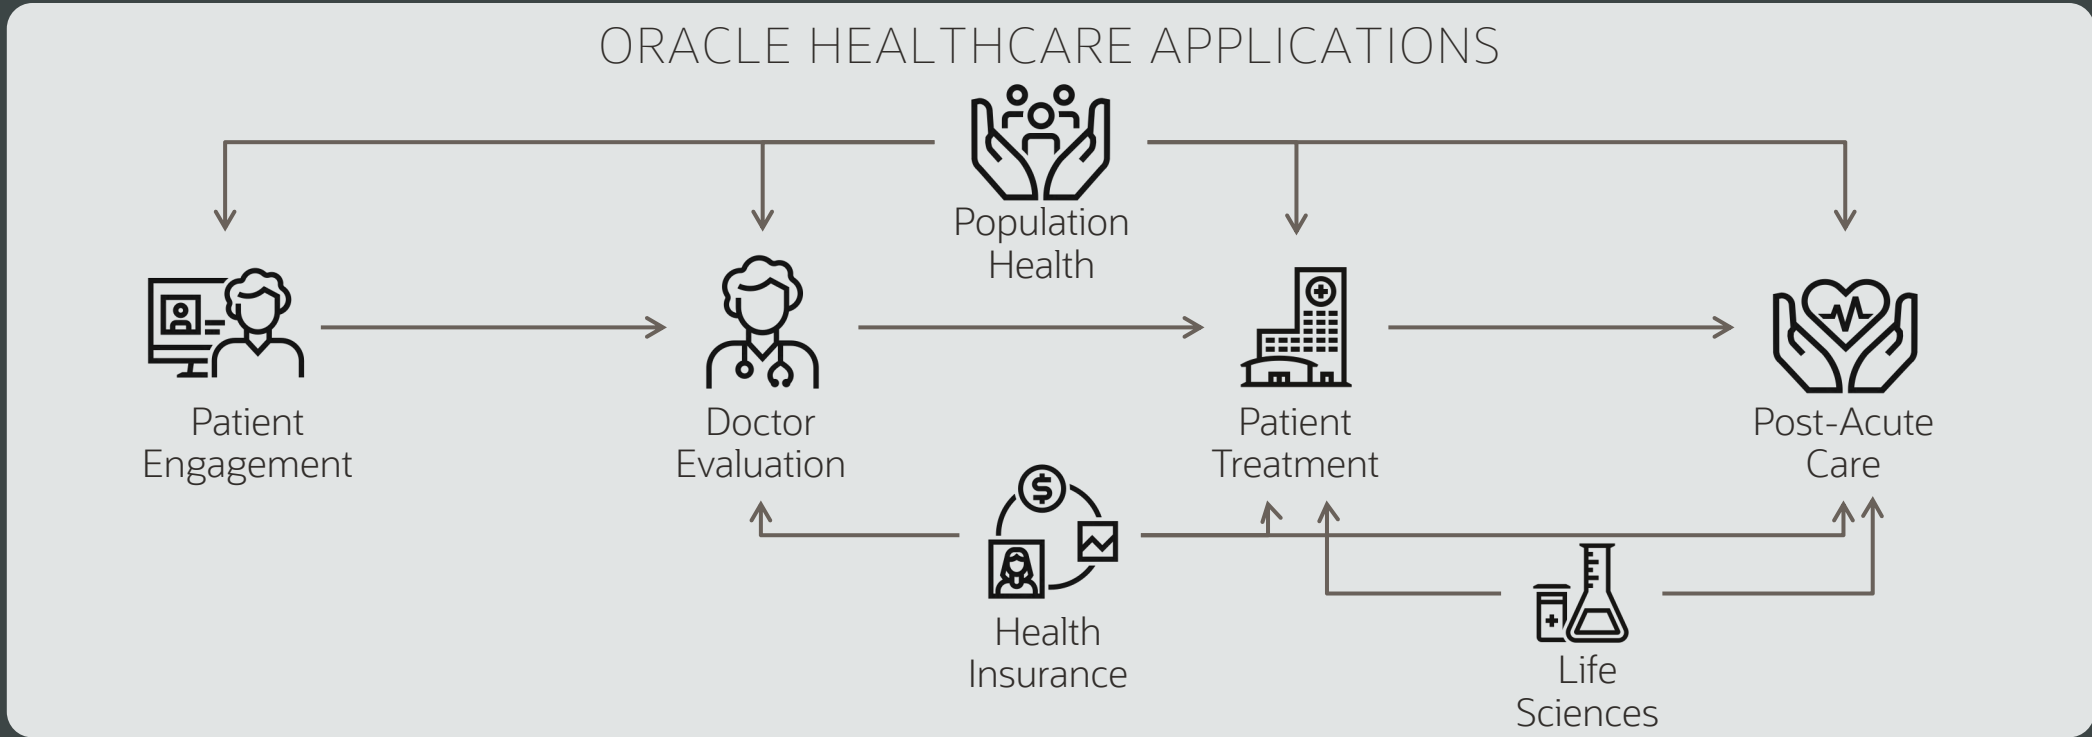 ORACLE HEALTHCARE APPLICATIONS
Population
Health
Patient
Engagement
Doctor
Evaluation
Patient
Treatment
Post-Acute
Care
$
Health
Insurance
Life
Sciences